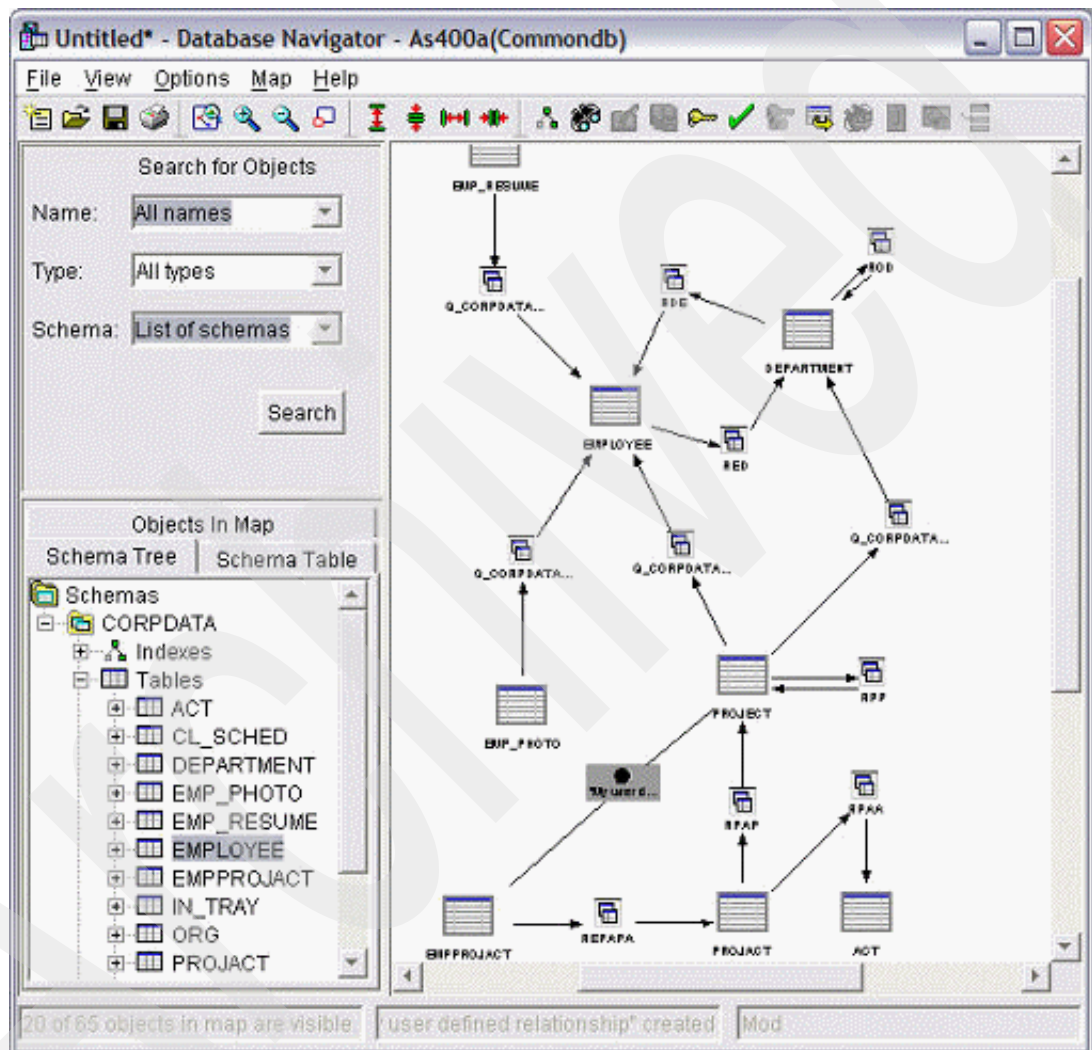 Untitled* - Database Navigator - As400a(Commondb)
File View Options Map Help
Search for Objects
Name: All names
Type: All types
Schema: List of schemas
Search
Objects In Map
Schema Tree Schema Table
Schemas
CORPDATA
Indexes
Tables
ACT
CL_SCHED
DEPARTMENT
EMP_PHOTO
EMP_RESUME
EMPLOYEE
EMPPROJACT
IN_TRAY
ORG
PROJACT
EMP_RESUME
Q_CORPDATA...
RDE
ROD
DEPARTMENT
EMPLOYEE
RED
Q_CORPDATA...
Q_CORPDATA...
Q_CORPDATA...
PROJECT
RPP
EMP_PHOTO
"My user d...
RPAP
RPAA
EMPPROJACT
REPAPA
PROJACT
ACT
20 of 65 objects in map are visible
user defined relationship" created
Mod